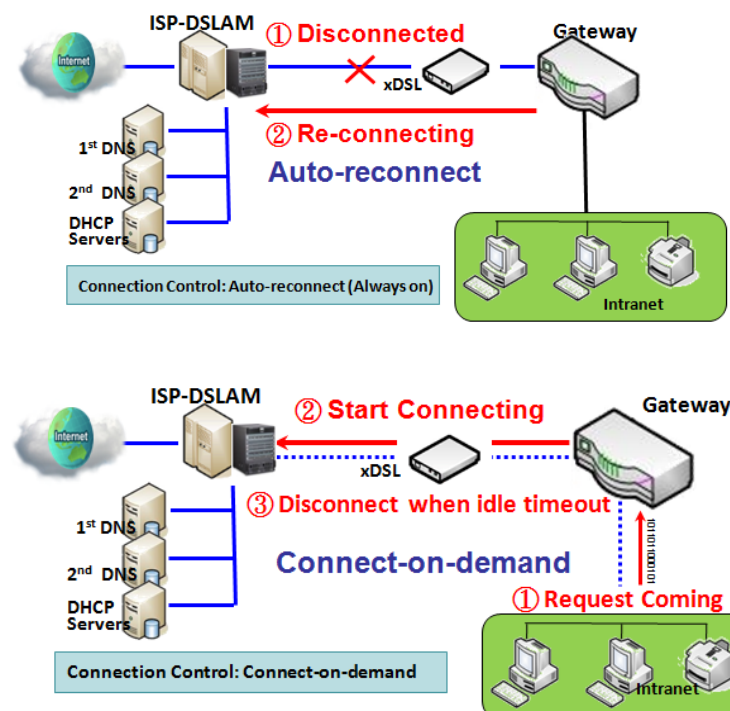 ISP-DSLAM
① Disconnected
Gateway
Internet
xDSL
② Re-connecting
1st DNS
Auto-reconnect
2nd DNS
DHCP
Servers
Connection Control: Auto-reconnect (Always on)
Intranet
ISP-DSLAM
② Start Connecting
Gateway
Internet
xDSL
③ Disconnect when idle timeout
1st DNS
101101100101
Connect-on-demand
2nd DNS
① Request Coming
DHCP
Servers
Connection Control: Connect-on-demand
Intranet